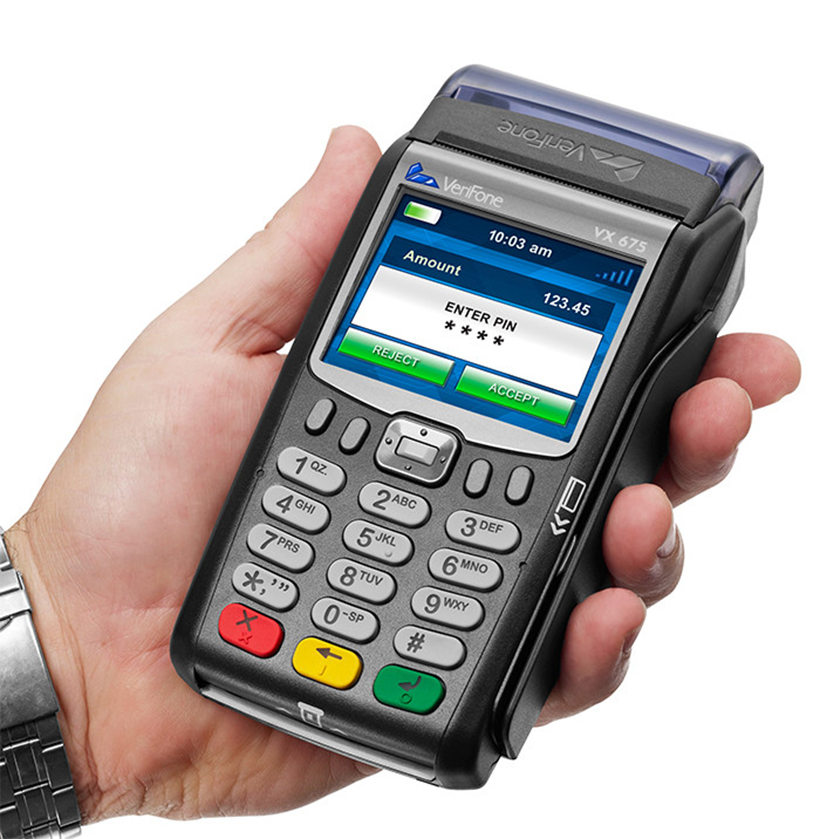 VeriFone
VeriFone
VX 675
10:03 am
Amount
123.45
ENTER PIN
****
REJECT
ACCEPT
1 QZ.
2 ABC
3 DEF
4 GHI
5 JKL
6 MNO
7 PRS
8 TUV
9 WXY
*,'"
0 -SP
#